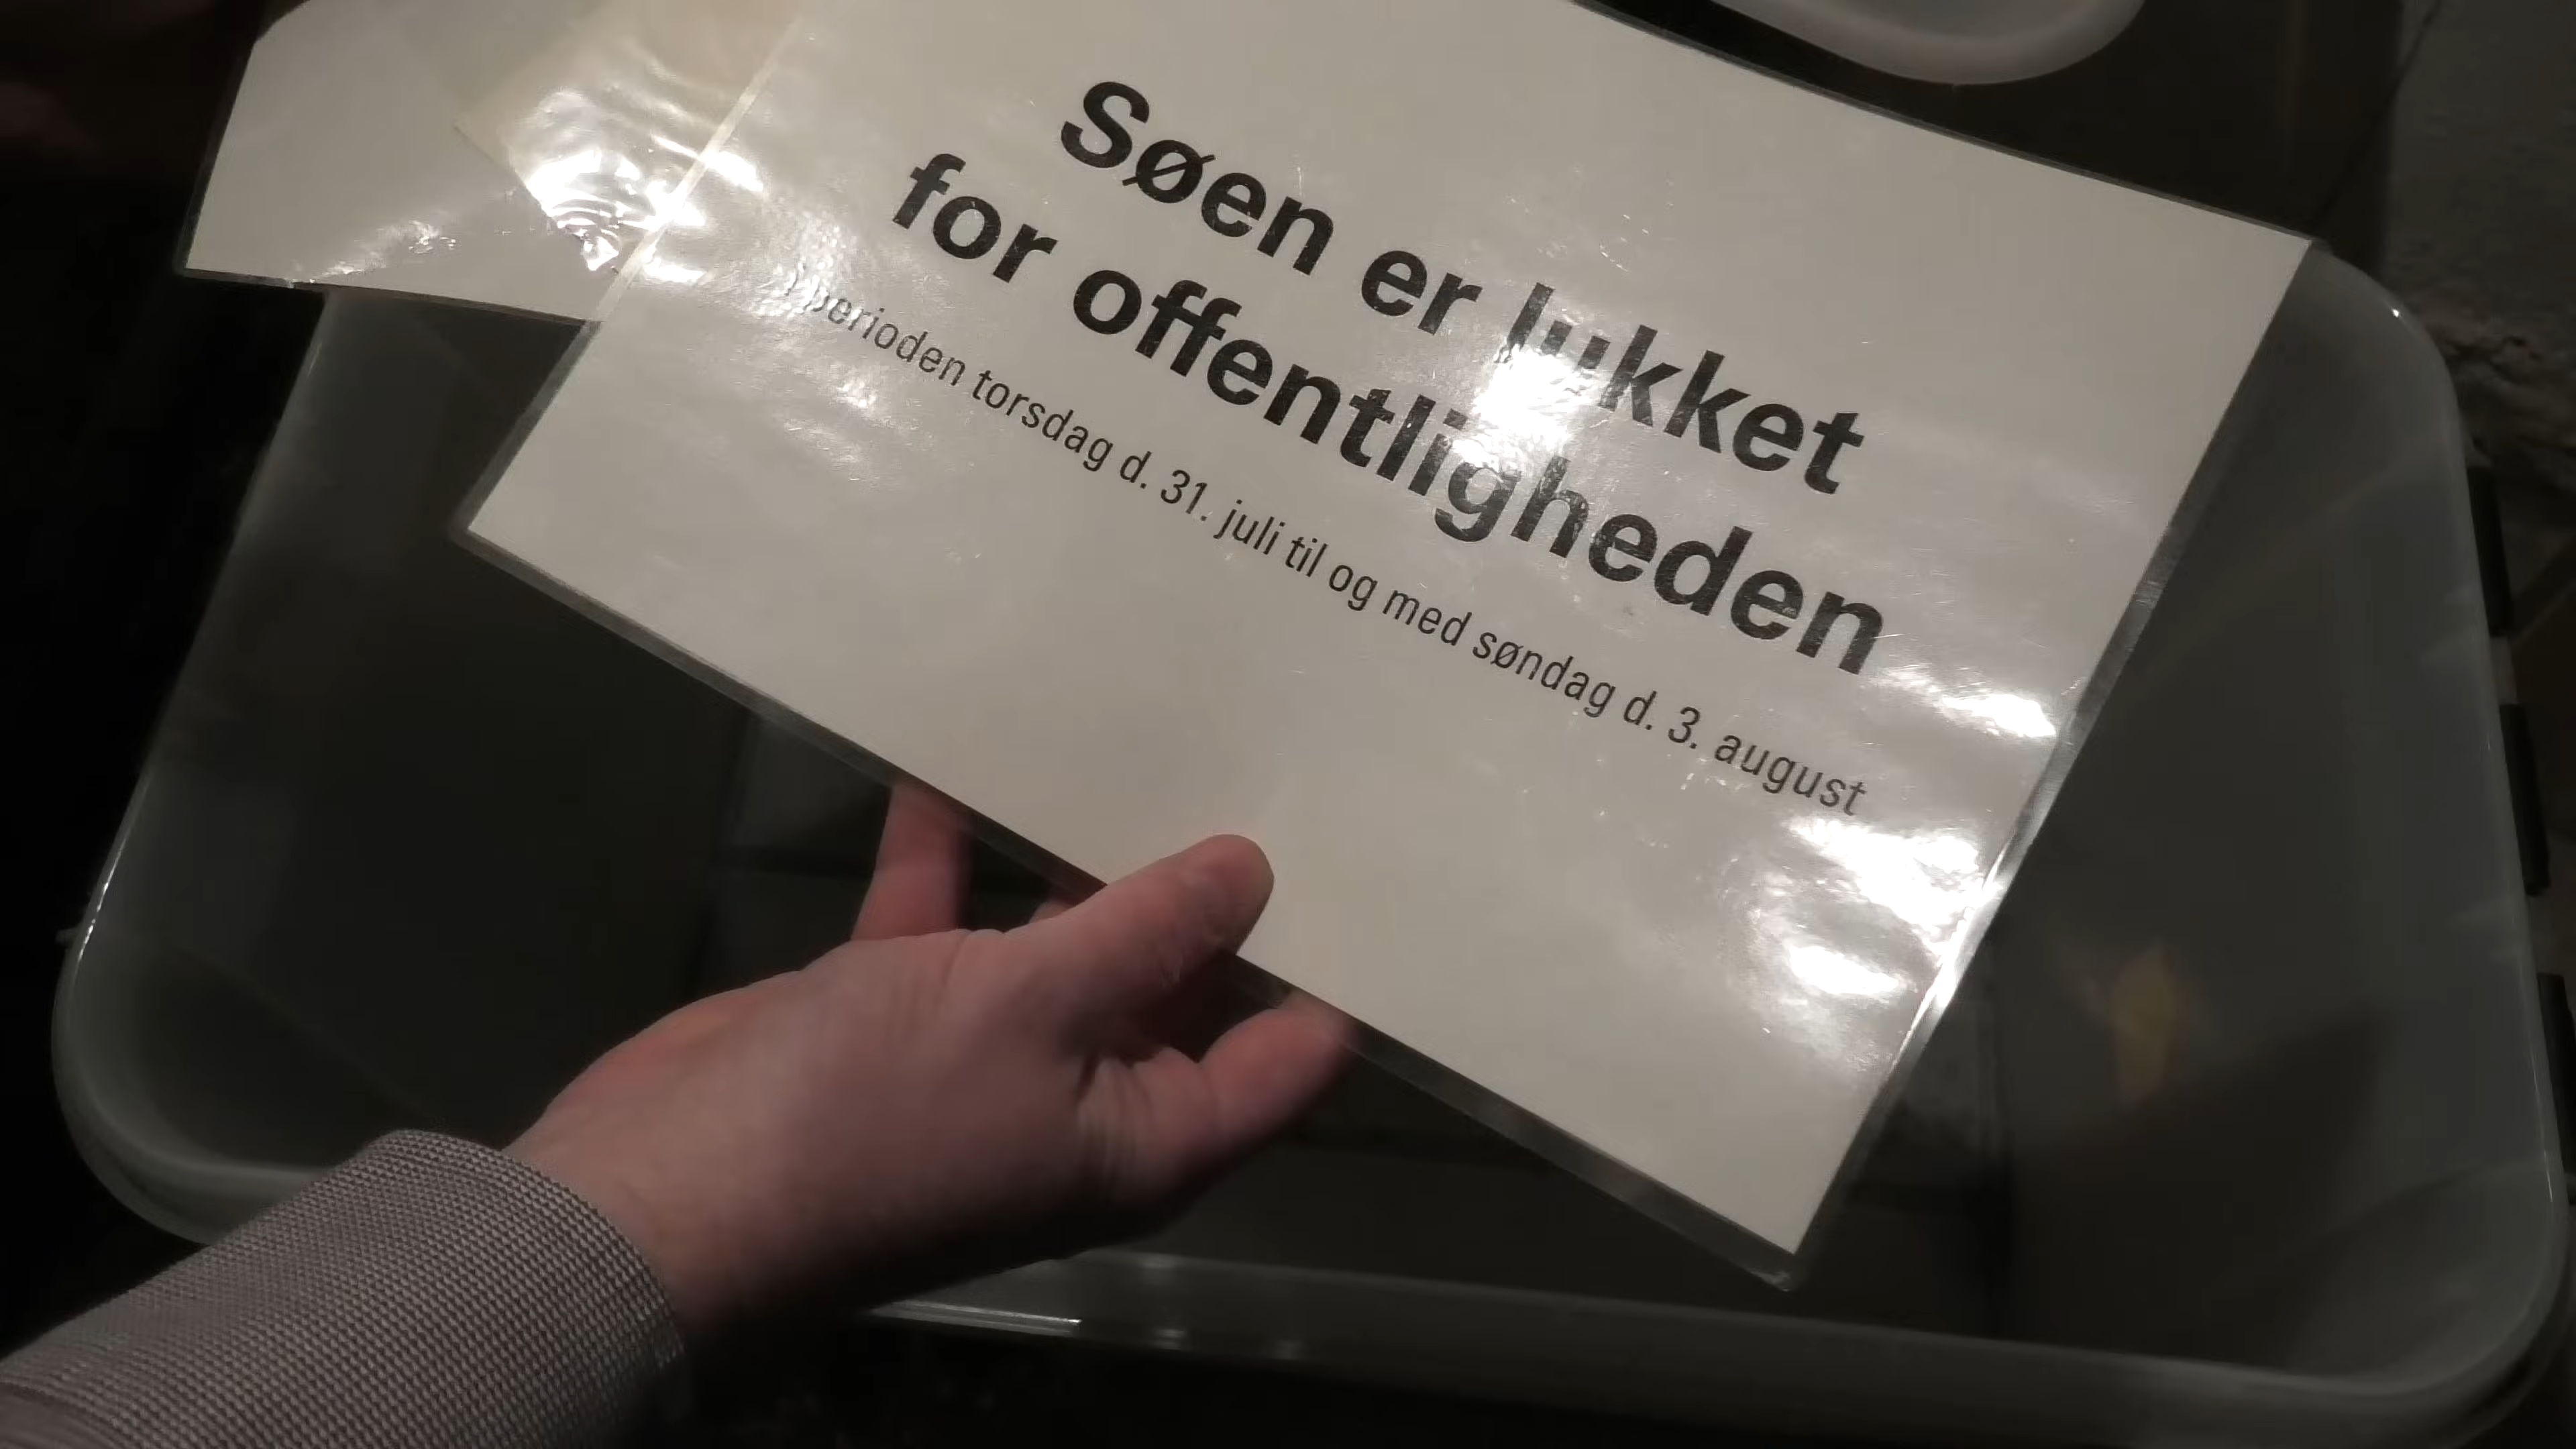 Søen er lukket
for offentligheden
I perioden torsdag d. 31. juli til og med søndag d. 3. august